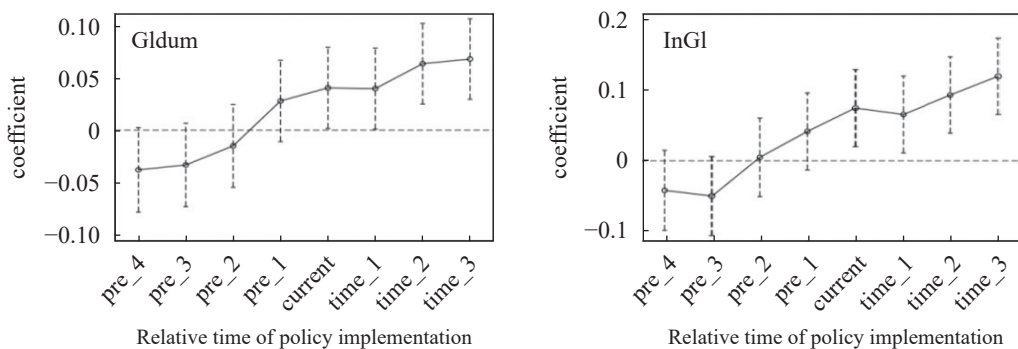 Gldum
0.10
0.05
0
−0.05
−0.10
coefficient
pre_4
pre_3
pre_2
pre_1
current
time_1
time_2
time_3
Relative time of policy implementation
InGl
0.2
0.1
0
−0.1
coefficient
pre_4
pre_3
pre_2
pre_1
current
time_1
time_2
time_3
Relative time of policy implementation